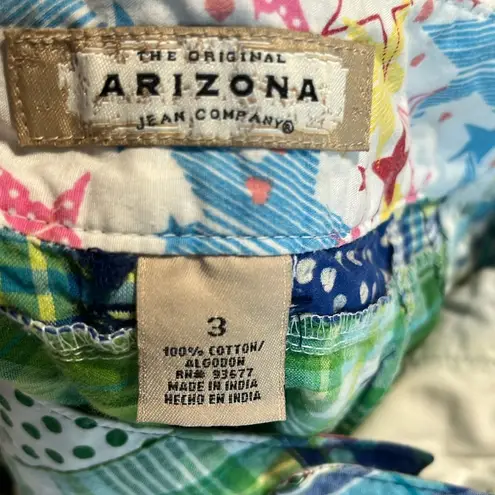 THE ORIGINAL
ARIZONA
JEAN COMPANY®
3
100% COTTON/
ALGODON
RN# 93677
MADE IN INDIA
HECHO EN INDIA